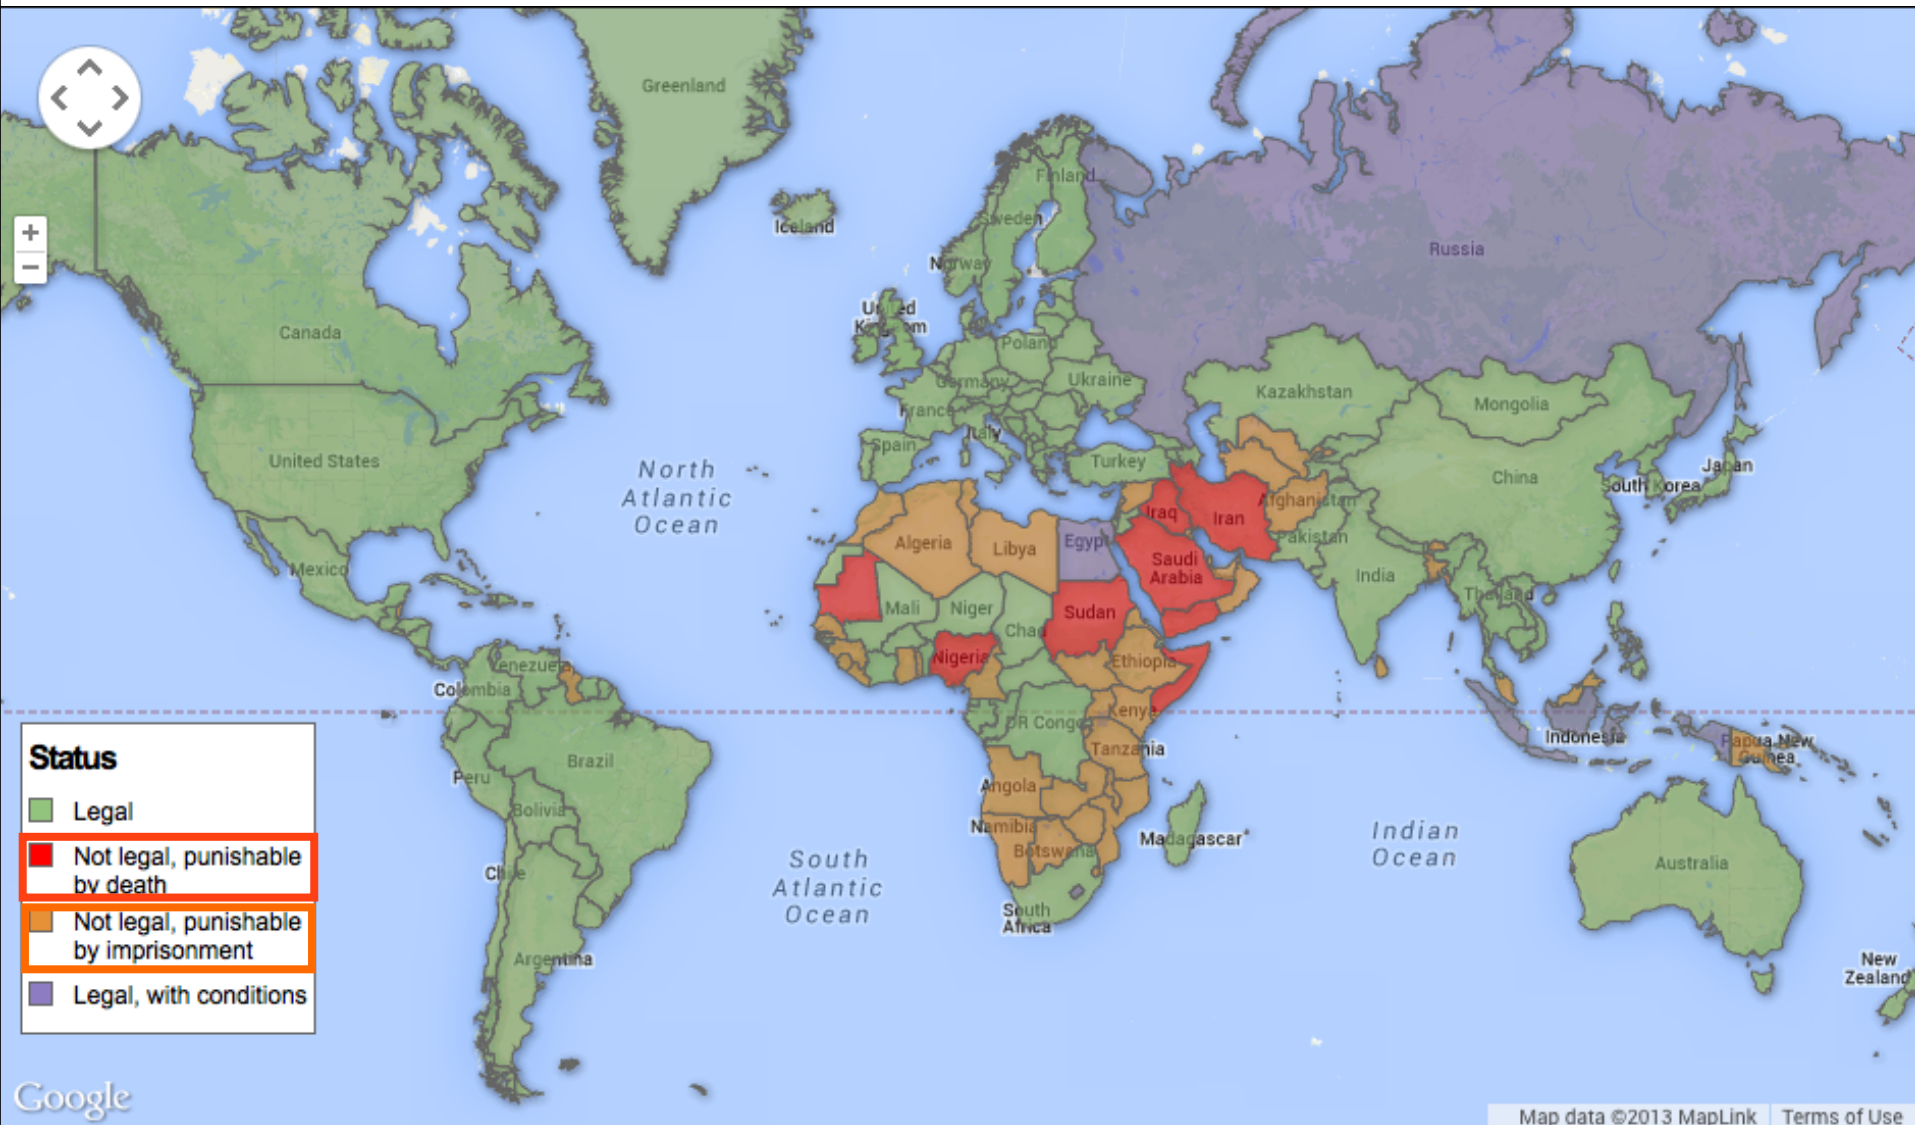 Greenland
Finland
Iceland
Sweden
Russia
Norway
United
Kingdom
Canada
Poland
Germany
Ukraine
Kazakhstan
Mongolia
France
Italy
Spain
United States
Turkey
Japan
China
South Korea
North
Atlantic
Ocean
Afghanistan
Iraq
Iran
Pakistan
Algeria
Libya
Egypt
Saudi
Arabia
Mexico
India
Thailand
Mali
Niger
Sudan
Chad
Nigeria
Ethiopia
Venezuela
Colombia
Kenya
DR Congo
Indonesia
Papua New
Guinea
Tanzania
Brazil
Peru
Angola
Bolivia
Namibia
Botswana
Madagascar
Indian
Ocean
Australia
Chile
South
Atlantic
Ocean
South
Africa
Argentina
New
Zealand
Status
Legal
Not legal, punishable
by death
Not legal, punishable
by imprisonment
Legal, with conditions
Google
Map data ©2013 MapLink
Terms of Use